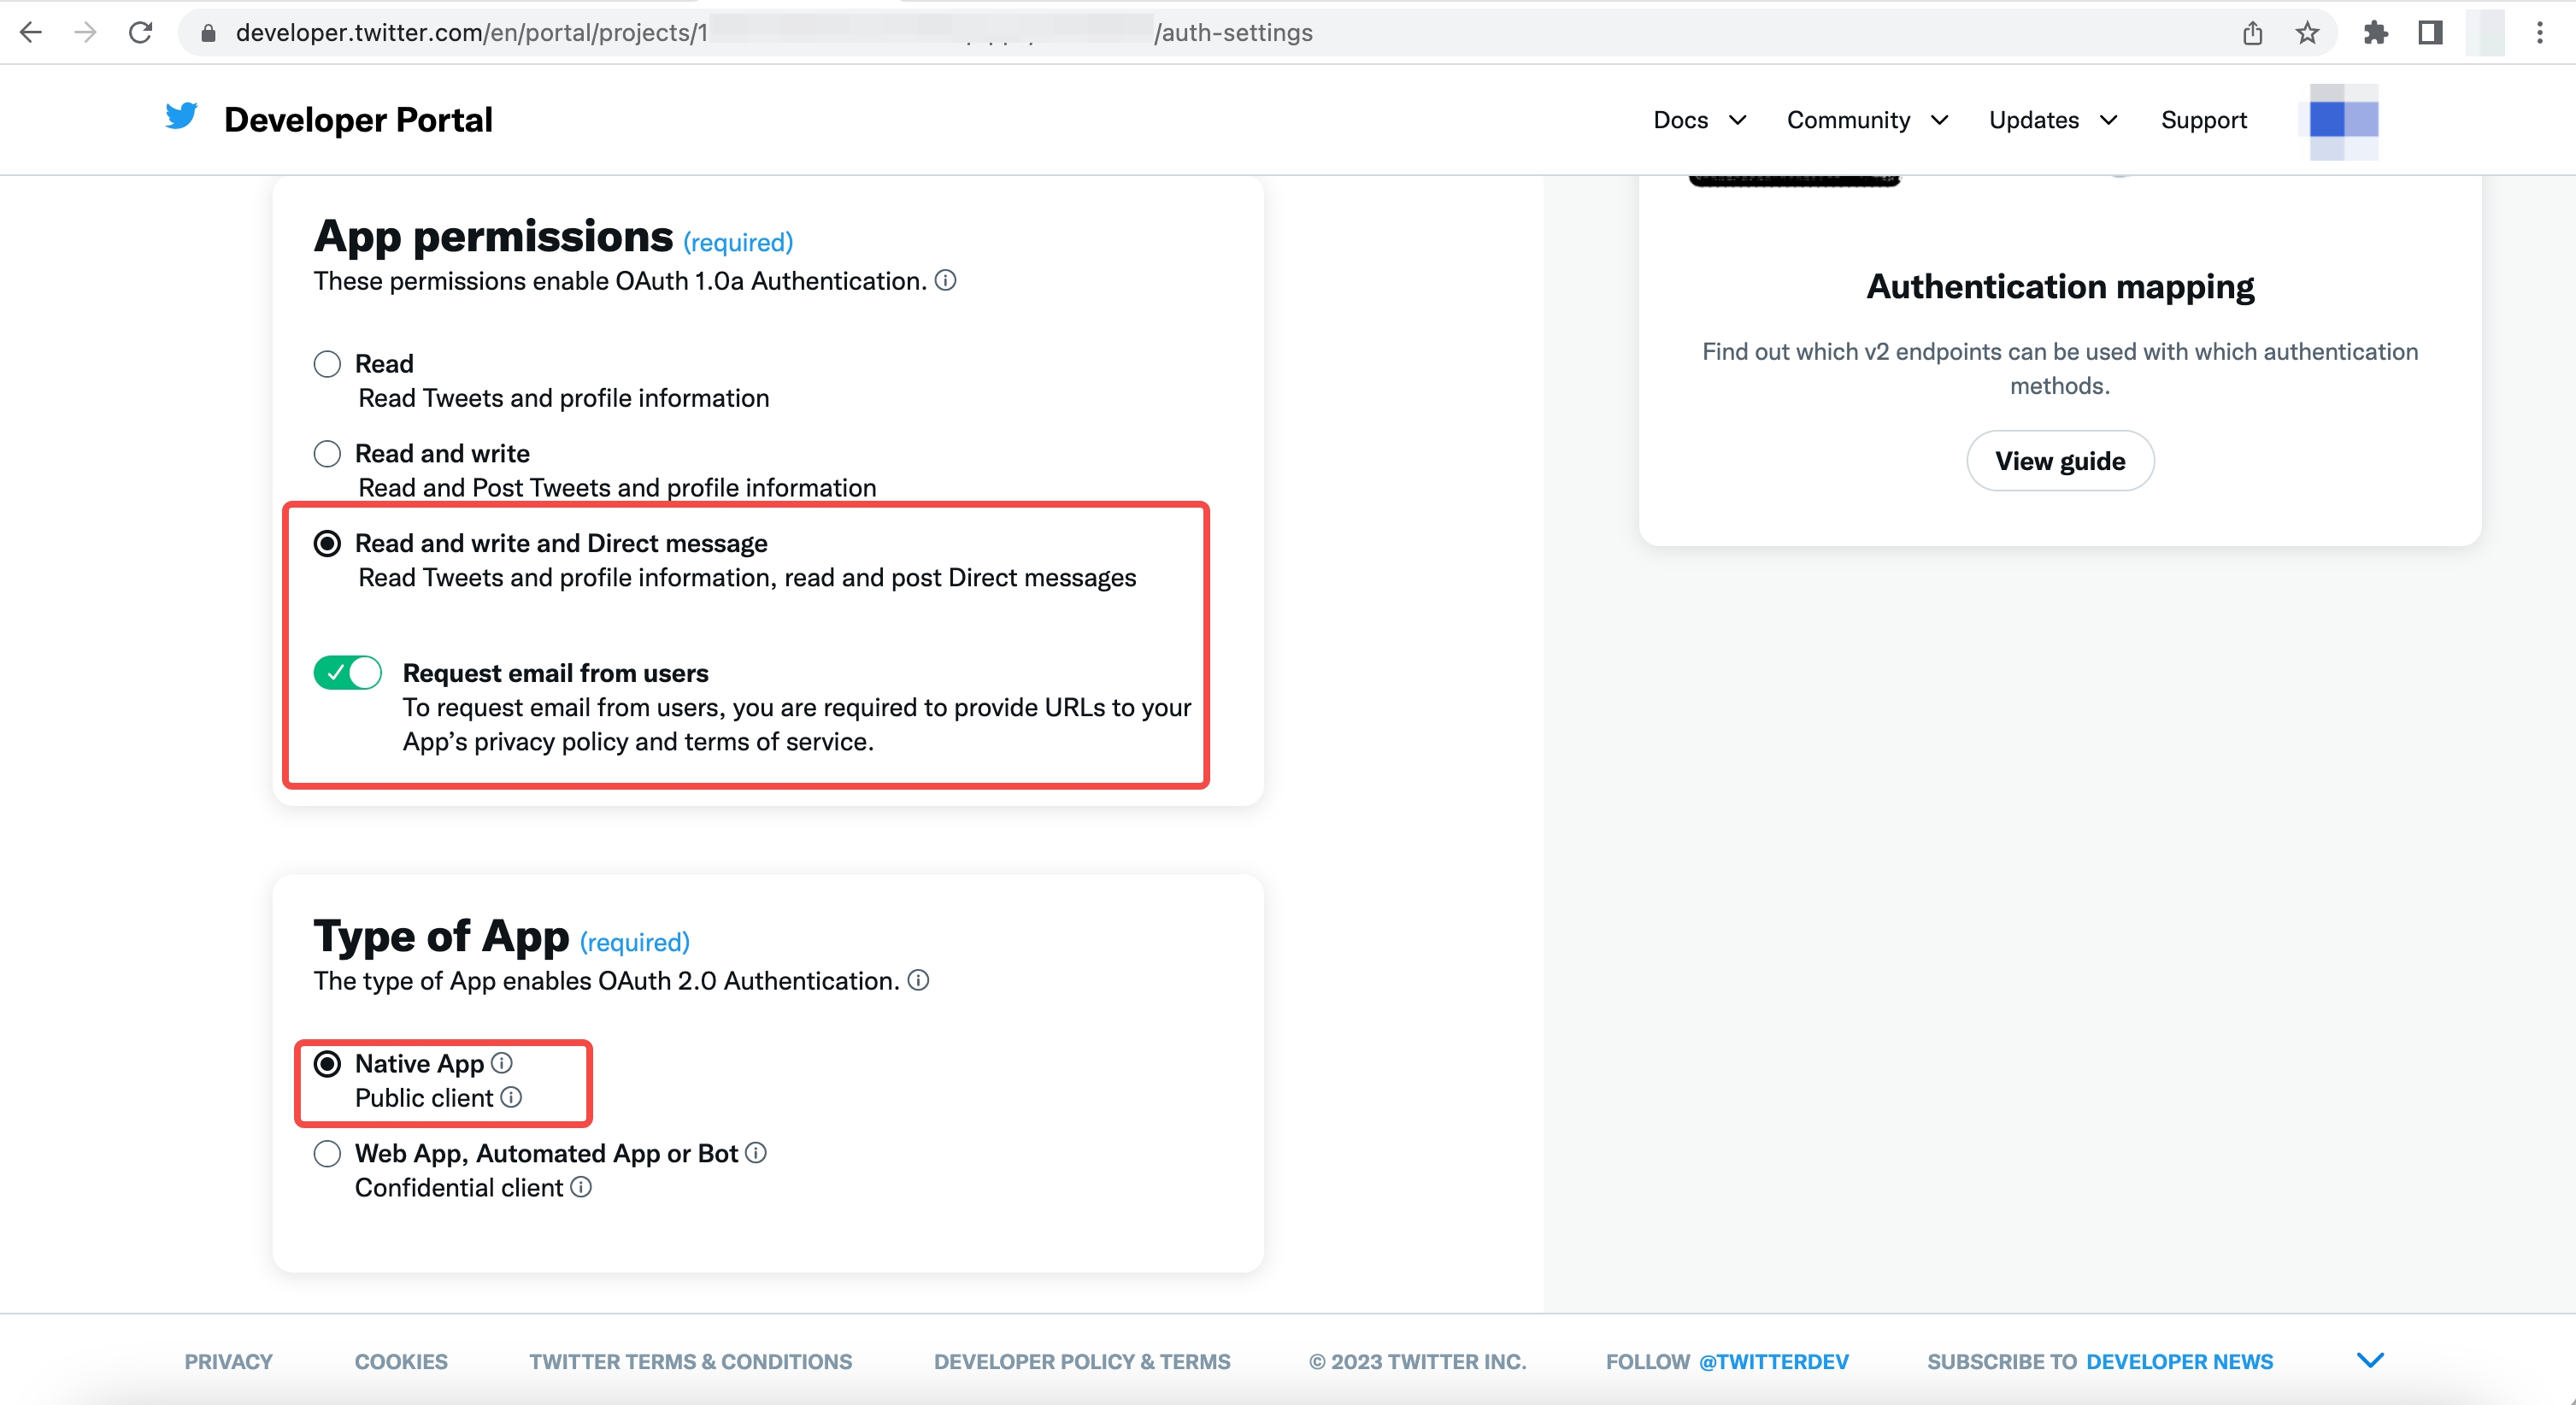 developer.twitter.com/en/portal/projects/1 /auth-settings
Developer Portal
Docs
Community
Updates
Support
App permissions (required)
These permissions enable OAuth 1.0a Authentication.
Read
Read Tweets and profile information
Read and write
Read and Post Tweets and profile information
Read and write and Direct message
Read Tweets and profile information, read and post Direct messages
Request email from users
To request email from users, you are required to provide URLs to your
App’s privacy policy and terms of service.
Authentication mapping
Find out which v2 endpoints can be used with which authentication
methods.
View guide
Type of App (required)
The type of App enables OAuth 2.0 Authentication.
Native App
Public client
Web App, Automated App or Bot
Confidential client
PRIVACY
COOKIES
TWITTER TERMS & CONDITIONS
DEVELOPER POLICY & TERMS
© 2023 TWITTER INC.
FOLLOW @TWITTERDEV
SUBSCRIBE TO DEVELOPER NEWS